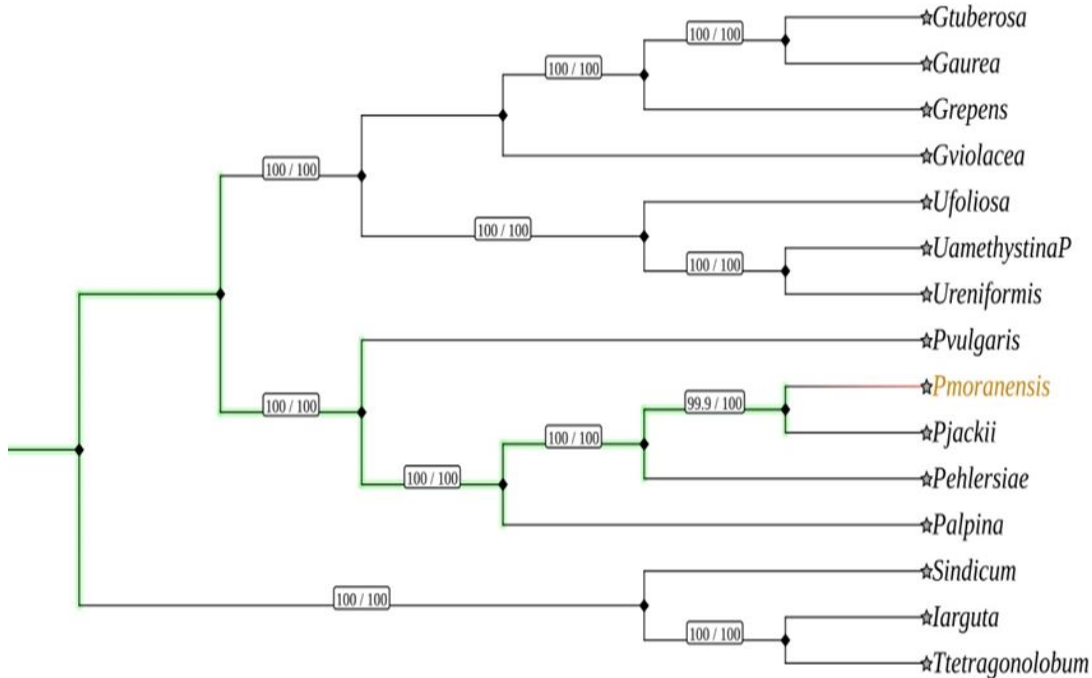 Gtuberosa
100 / 100
Gaurea
100 / 100
Grepens
Gviolacea
100 / 100
Ufoliosa
100 / 100
UamethystinaP
100 / 100
Ureniformis
Pvulgaris
Pmoranensis
99.9 / 100
100 / 100
Pjackii
100 / 100
Pehlersiae
100 / 100
Palpina
Sindicum
100 / 100
Iarguta
100 / 100
Ttetragonolobum